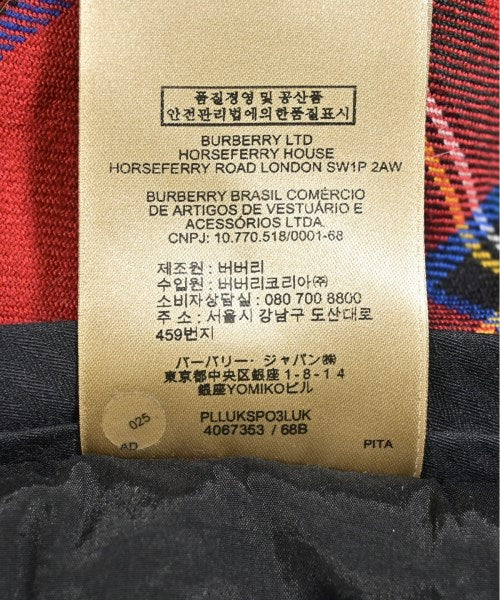 품질경영 및 공산품
안전관리법에의한품질표시
BURBERRY LTD
HORSEFERRY HOUSE
HORSEFERRY ROAD LONDON SW1P 2AW
BURBERRY BRASIL COMÉRCIO
DE ARTIGOS DE VESTUÁRIO E
ACESSÓRIOS LTDA.
CNPJ: 10.770.518/0001-68
제조원 : 버버리
수입원 : 버버리코리아㈜
소비자상담실 : 080 700 8800
주 소 : 서울시 강남구 도산대로
459번지
バーバリー・ジャパン㈱
東京都中央区銀座1-8-14
銀座YOMIKOビル
025
PLLUKSPO3LUK
4067353 / 68B
AD
PITA